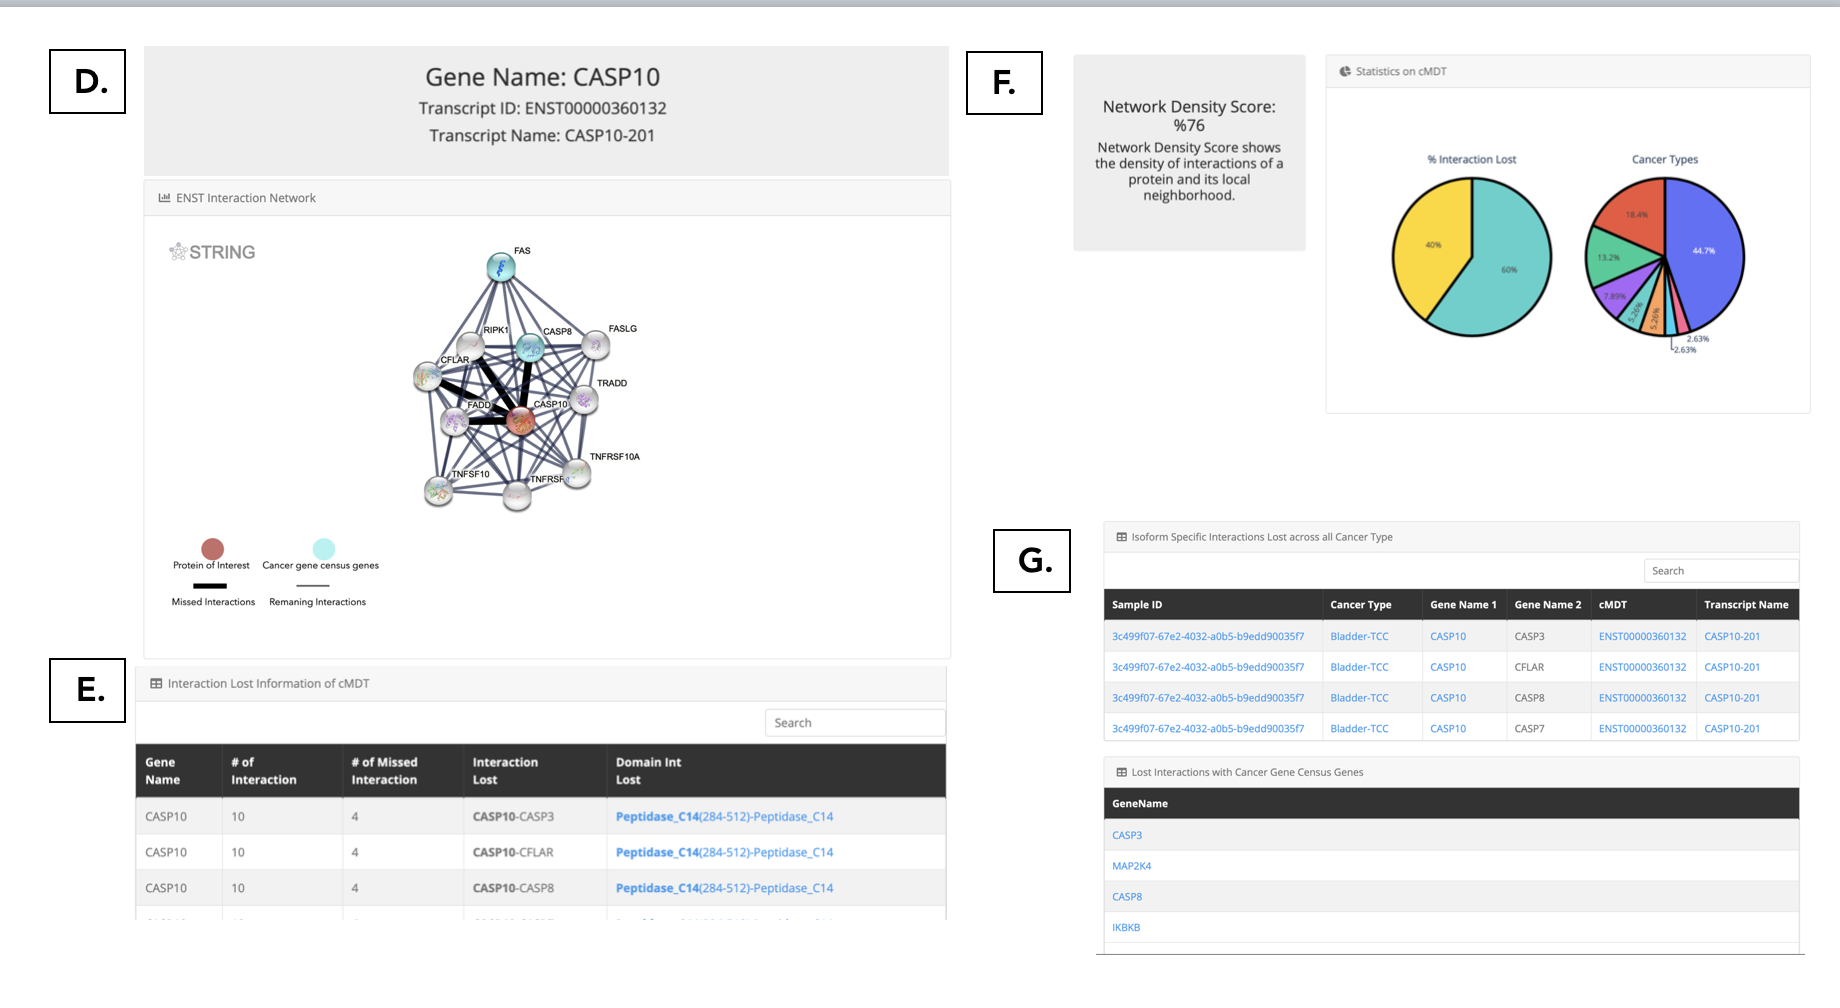 D.
Gene Name: CASP10
Transcript ID: ENST00000360132
Transcript Name: CASP10-201
ENST Interaction Network
STRING
FAS
RIPK1
CASP8
FASLG
CFLAR
TRADD
FADD
CASP10
TNFRSF10A
TNFSF10
TNFRSF
Protein of Interest
Cancer gene census genes
Missed Interactions
Remaning Interactions
E.
Interaction Lost Information of cMDT
Search
Gene Name # of Interaction # of Missed Interaction Interaction Lost Domain Int Lost
CASP10 10 4 CASP10-CASP3 Peptidase_C14(284-512)-Peptidase_C14
CASP10 10 4 CASP10-CFLAR Peptidase_C14(284-512)-Peptidase_C14
CASP10 10 4 CASP10-CASP8 Peptidase_C14(284-512)-Peptidase_C14
F.
Network Density Score:
%76
Network Density Score shows
the density of interactions of a
protein and its local
neighborhood.
Statistics on cMDT
% Interaction Lost
40%
60%
Cancer Types
18.4%
44.7%
13.2%
7.89%
5.26%
5.26%
2.63%
2.63%
G.
Isoform Specific Interactions Lost across all Cancer Type
Search
Sample ID Cancer Type Gene Name 1 Gene Name 2 cMDT Transcript Name
3c499f07-67e2-4032-a0b5-b9edd90035f7 Bladder-TCC CASP10 CASP3 ENST00000360132 CASP10-201
3c499f07-67e2-4032-a0b5-b9edd90035f7 Bladder-TCC CASP10 CFLAR ENST00000360132 CASP10-201
3c499f07-67e2-4032-a0b5-b9edd90035f7 Bladder-TCC CASP10 CASP8 ENST00000360132 CASP10-201
3c499f07-67e2-4032-a0b5-b9edd90035f7 Bladder-TCC CASP10 CASP7 ENST00000360132 CASP10-201
Lost Interactions with Cancer Gene Census Genes
GeneName
CASP3
MAP2K4
CASP8
IKBKB